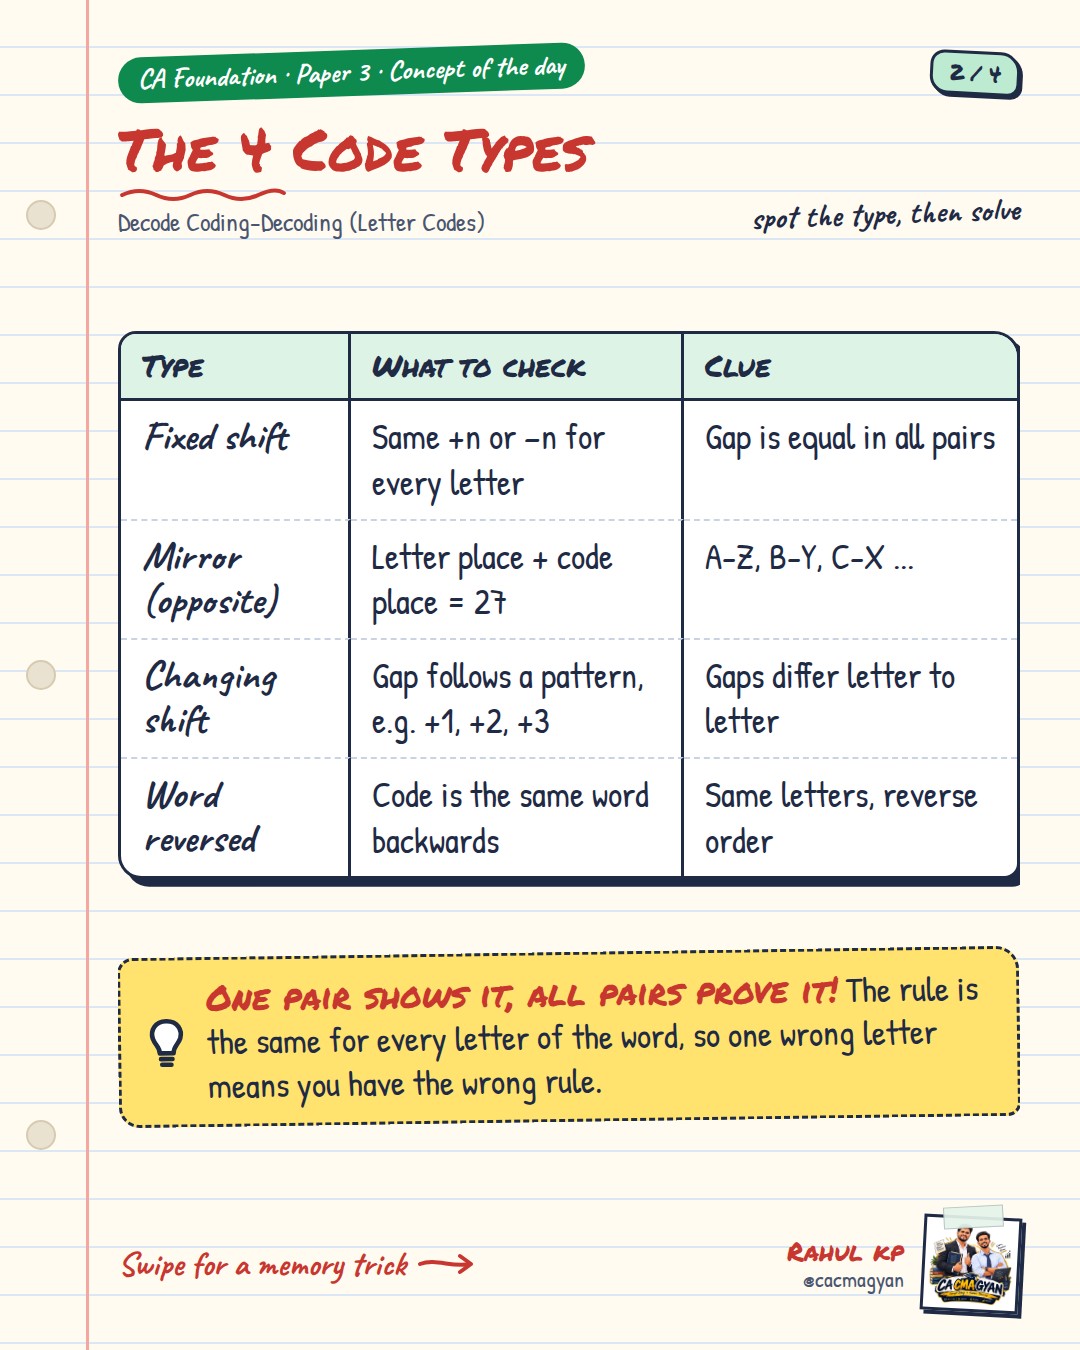 CA Foundation · Paper 3 · Concept of the day
2 / 4
The 4 Code Types
Decode Coding-Decoding (Letter Codes)
spot the type, then solve
Type
What to check
Clue
Fixed shift
Same +n or −n for
every letter
Gap is equal in all pairs
Mirror
(opposite)
Letter place + code
place = 27
A-Z, B-Y, C-X ...
Changing
shift
Gap follows a pattern,
e.g. +1, +2, +3
Gaps differ letter to
letter
Word
reversed
Code is the same word
backwards
Same letters, reverse
order
One pair shows it, all pairs prove it! The rule is
the same for every letter of the word, so one wrong letter
means you have the wrong rule.
Swipe for a memory trick
Rahul KP
@cacmagyan
CA CMA GYAN